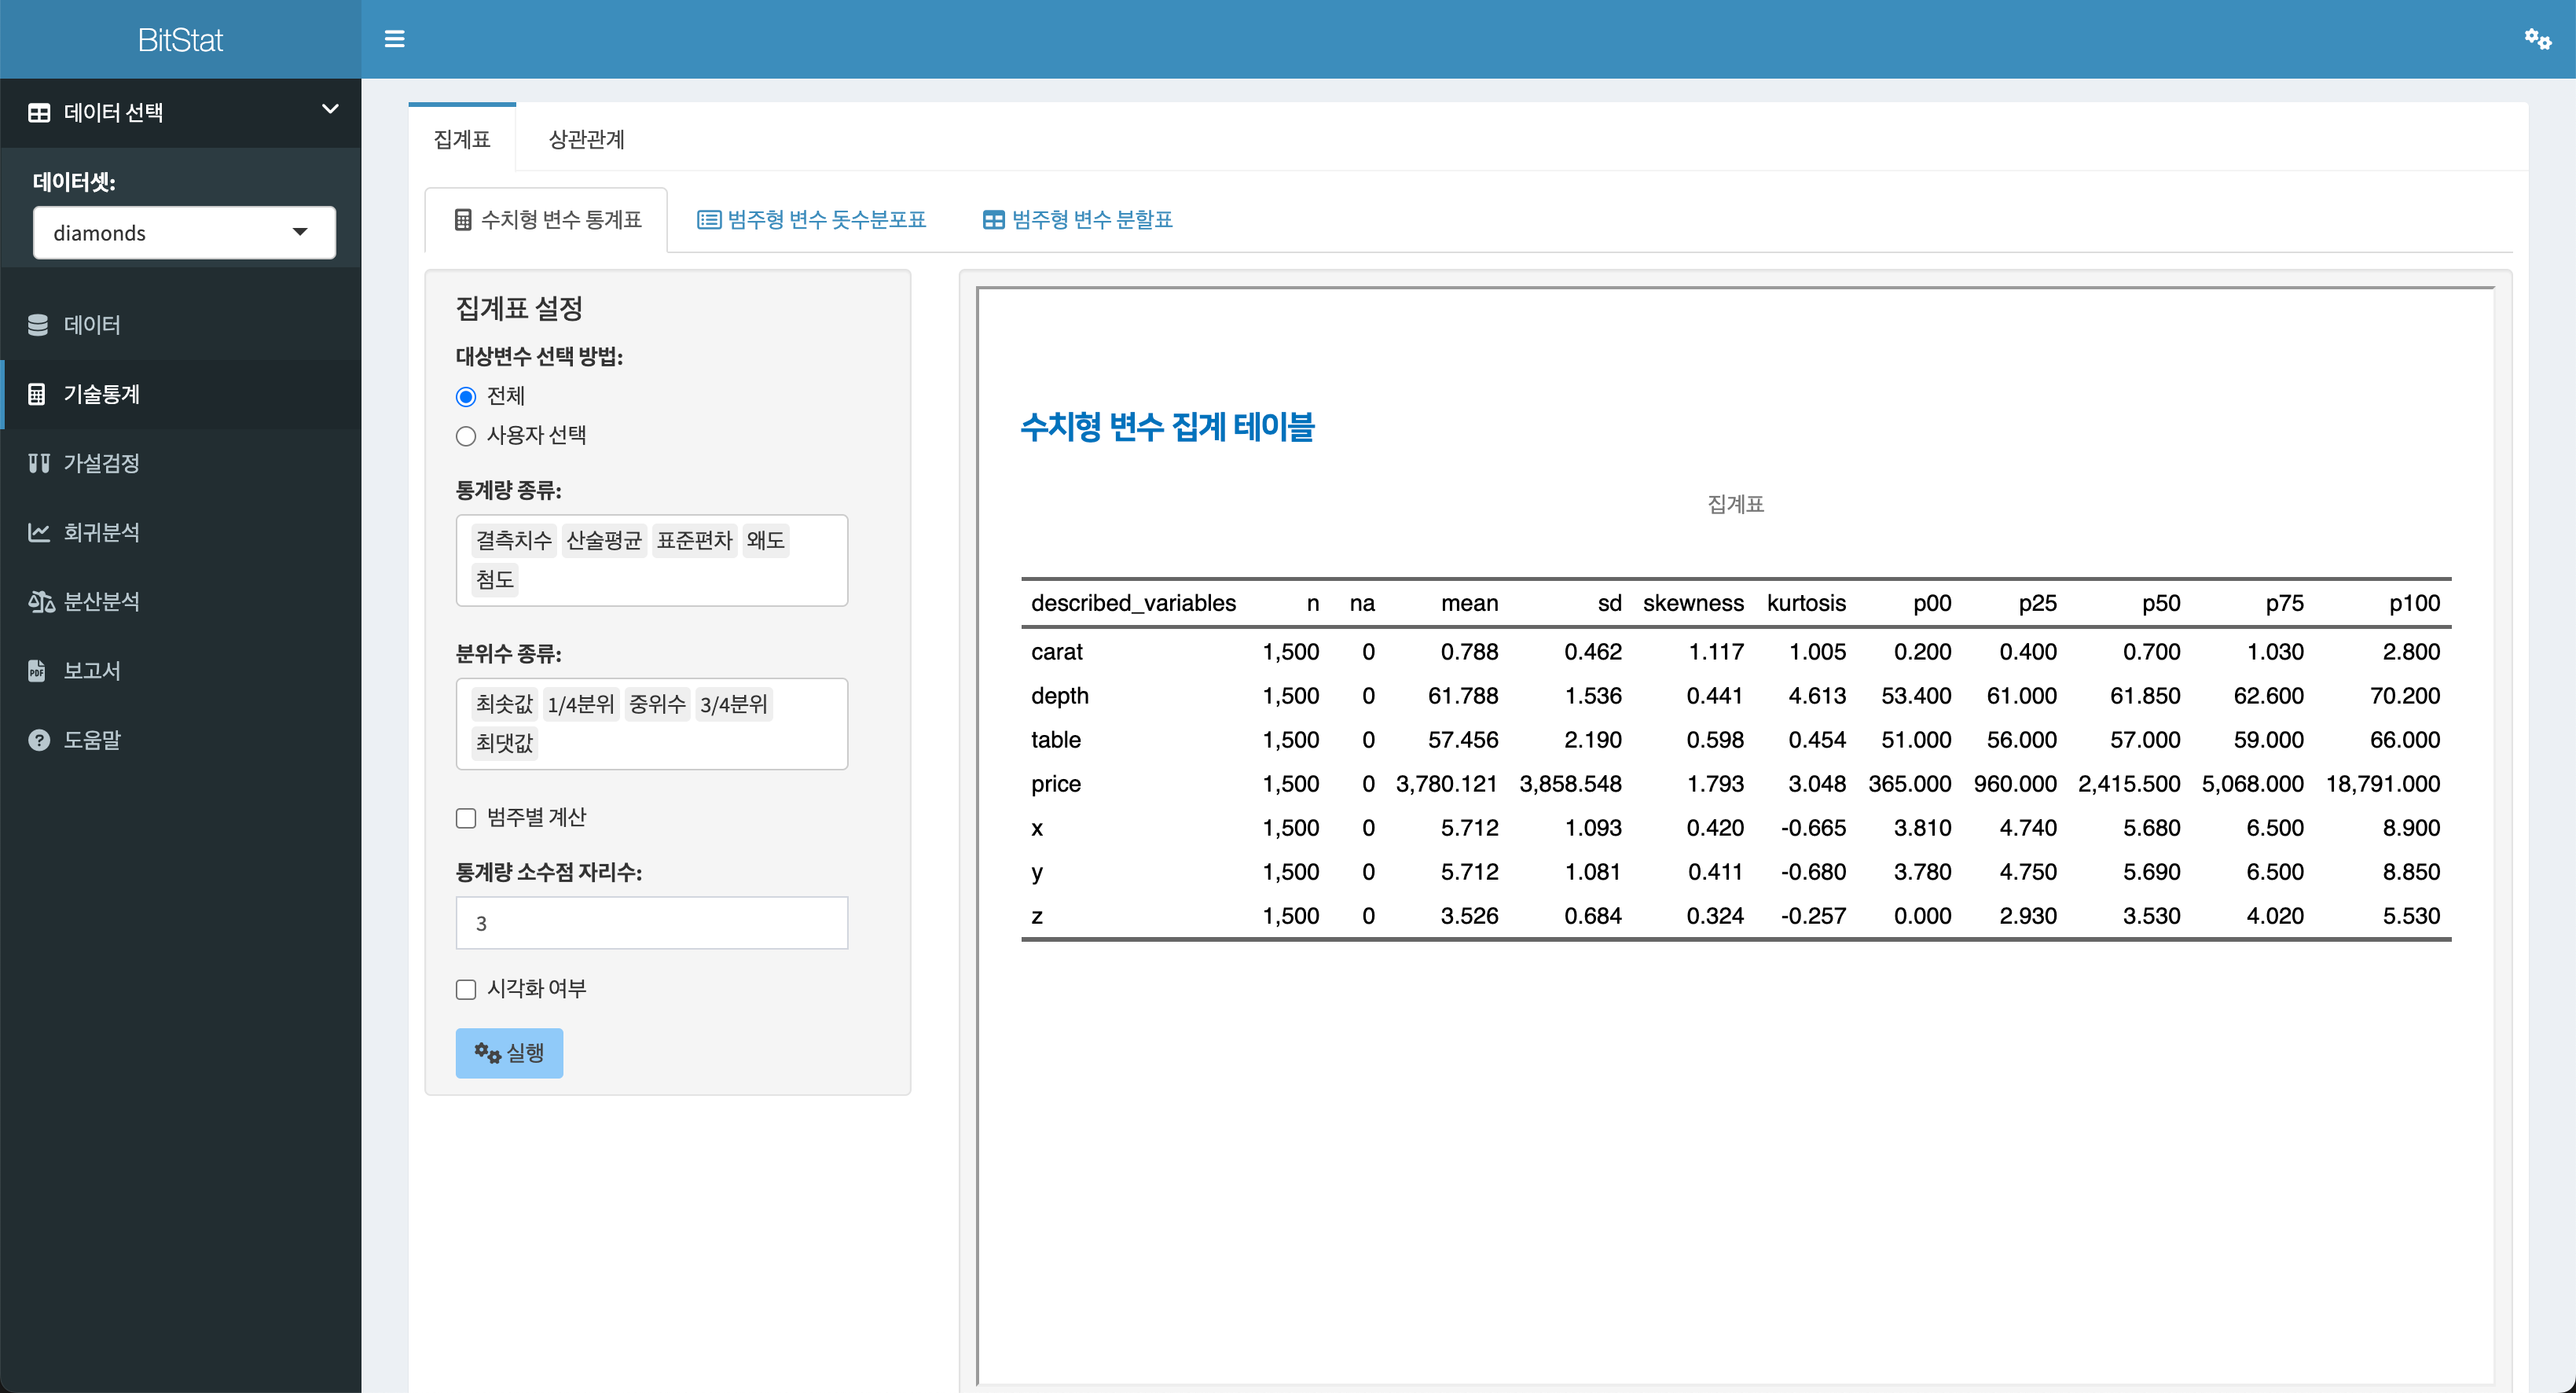 BitStat
데이터 선택
데이터셋:
diamonds
데이터
기술통계
가설검정
회귀분석
분산분석
보고서
도움말
집계표 상관관계
수치형 변수 통계표 범주형 변수 돗수분포표 범주형 변수 분할표
집계표 설정
대상변수 선택 방법:
전체
사용자 선택
통계량 종류:
결측치수 산술평균 표준편차 왜도
첨도
분위수 종류:
최솟값 1/4분위 중위수 3/4분위
최댓값
범주별 계산
통계량 소수점 자리수:
3
시각화 여부
실행
수치형 변수 집계 테이블
집계표
described_variables n na mean sd skewness kurtosis p00 p25 p50 p75 p100
carat 1,500 0 0.788 0.462 1.117 1.005 0.200 0.400 0.700 1.030 2.800
depth 1,500 0 61.788 1.536 0.441 4.613 53.400 61.000 61.850 62.600 70.200
table 1,500 0 57.456 2.190 0.598 0.454 51.000 56.000 57.000 59.000 66.000
price 1,500 0 3,780.121 3,858.548 1.793 3.048 365.000 960.000 2,415.500 5,068.000 18,791.000
x 1,500 0 5.712 1.093 0.420 -0.665 3.810 4.740 5.680 6.500 8.900
y 1,500 0 5.712 1.081 0.411 -0.680 3.780 4.750 5.690 6.500 8.850
z 1,500 0 3.526 0.684 0.324 -0.257 0.000 2.930 3.530 4.020 5.530